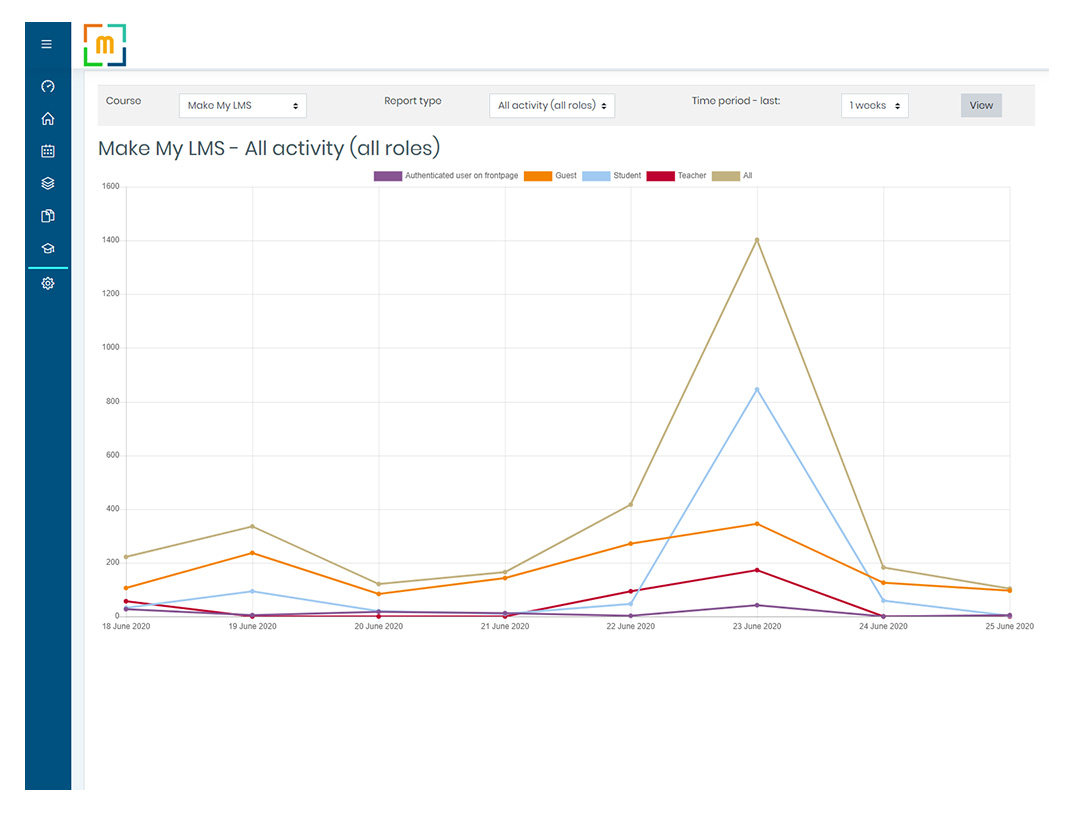 m
Course Make My LMS Report type All activity (all roles) Time period - last: 1 weeks View
Make My LMS - All activity (all roles)
Authenticated user on frontpage Guest Student Teacher All
1600
1400
1200
1000
800
600
400
200
0
18 June 2020 19 June 2020 20 June 2020 21 June 2020 22 June 2020 23 June 2020 24 June 2020 25 June 2020